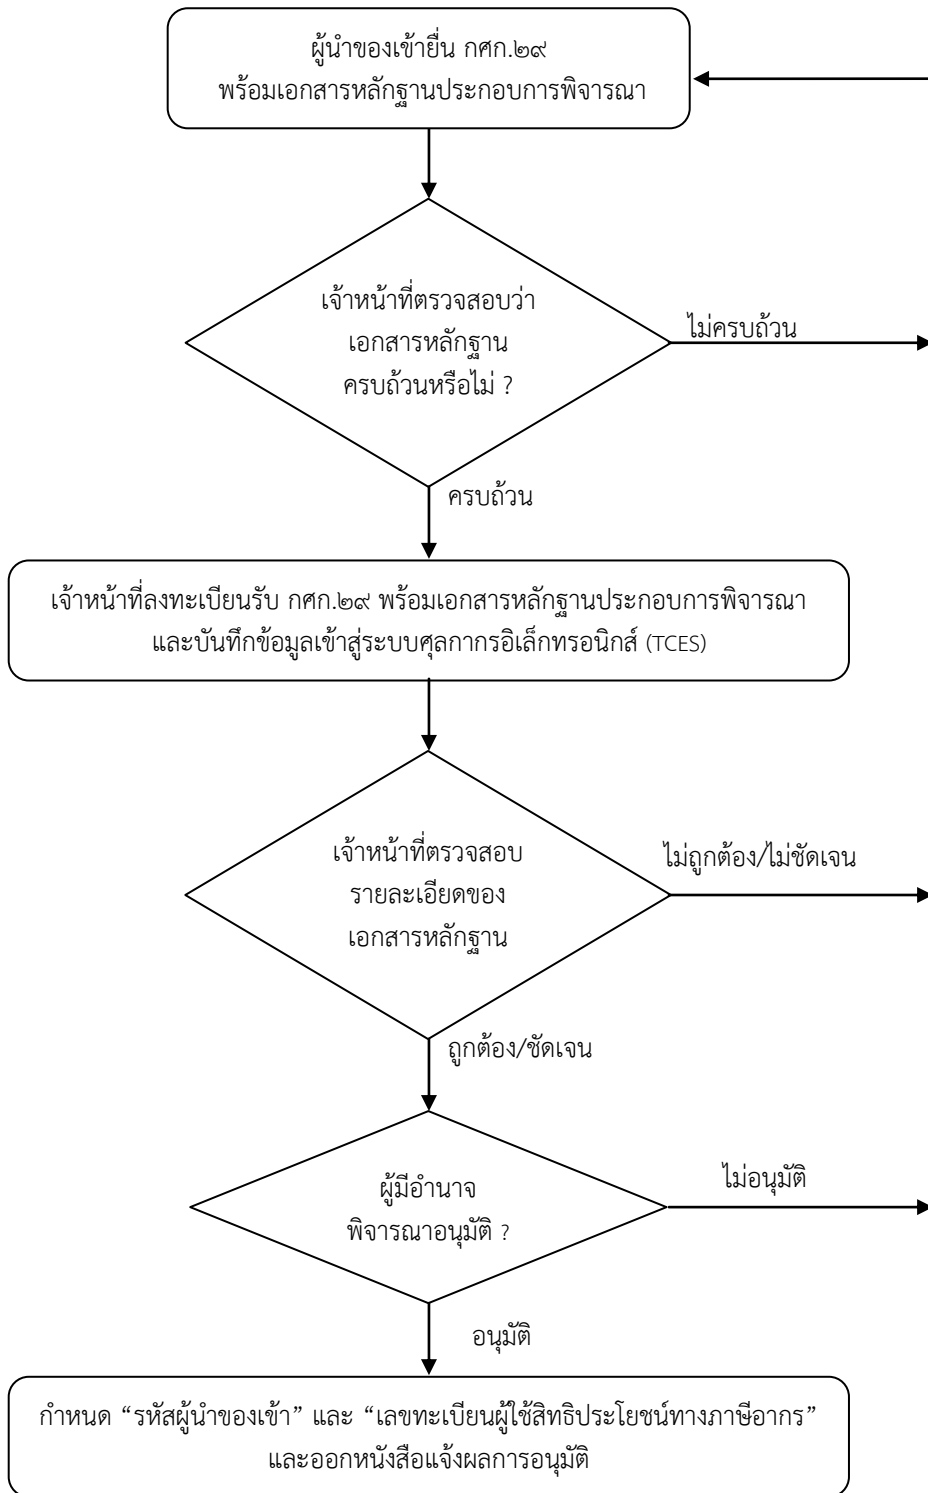 ผู้นำของเข้ายื่น กศก.๒๙
พร้อมเอกสารหลักฐานประกอบการพิจารณา
เจ้าหน้าที่ตรวจสอบว่า
เอกสารหลักฐาน
ครบถ้วนหรือไม่ ?
ไม่ครบถ้วน
ครบถ้วน
เจ้าหน้าที่ลงทะเบียนรับ กศก.๒๙ พร้อมเอกสารหลักฐานประกอบการพิจารณา
และบันทึกข้อมูลเข้าสู่ระบบศุลกากรอิเล็กทรอนิกส์ (TCES)
เจ้าหน้าที่ตรวจสอบ
รายละเอียดของ
เอกสารหลักฐาน
ไม่ถูกต้อง/ไม่ชัดเจน
ถูกต้อง/ชัดเจน
ผู้มีอำนาจ
พิจารณาอนุมัติ ?
ไม่อนุมัติ
อนุมัติ
กำหนด “รหัสผู้นำของเข้า” และ “เลขทะเบียนผู้ใช้สิทธิประโยชน์ทางภาษีอากร”
และออกหนังสือแจ้งผลการอนุมัติ